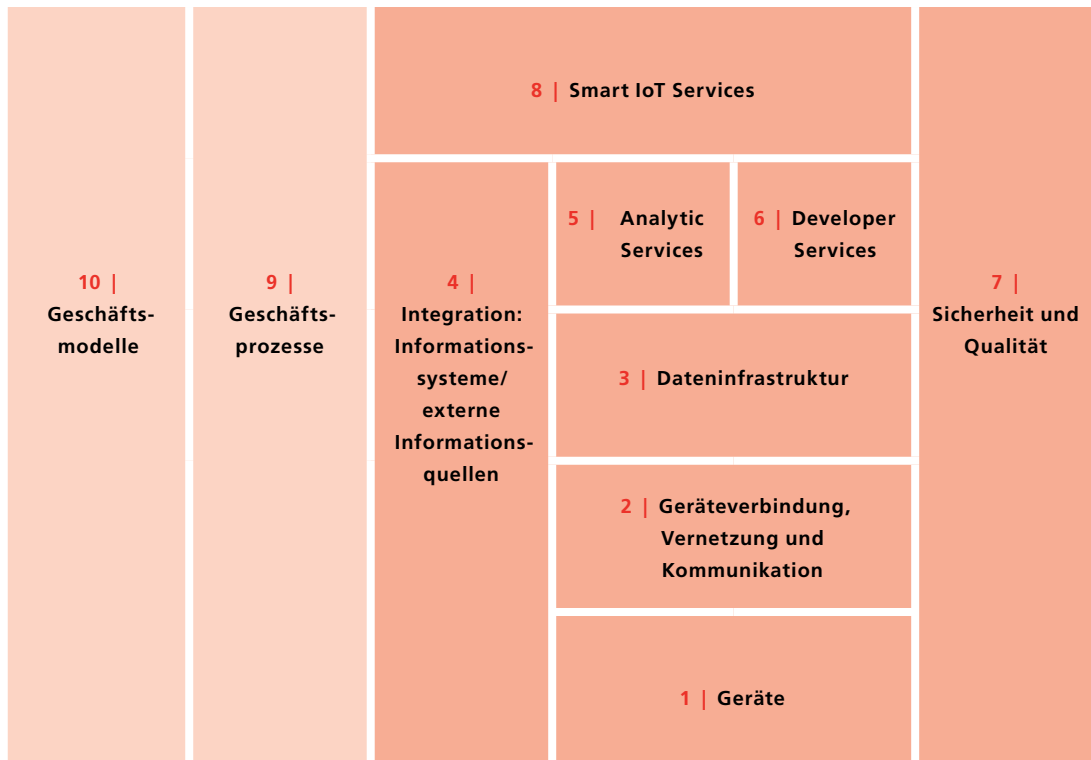 8 | Smart IoT Services
5 | Analytic
Services
6 | Developer
Services
10 |
Geschäfts-
modelle
9 |
Geschäfts-
prozesse
4 |
Integration:
Informations-
systeme/
externe
Informations-
quellen
7 |
Sicherheit und
Qualität
3 | Dateninfrastruktur
2 | Geräteverbindung,
Vernetzung und
Kommunikation
1 | Geräte